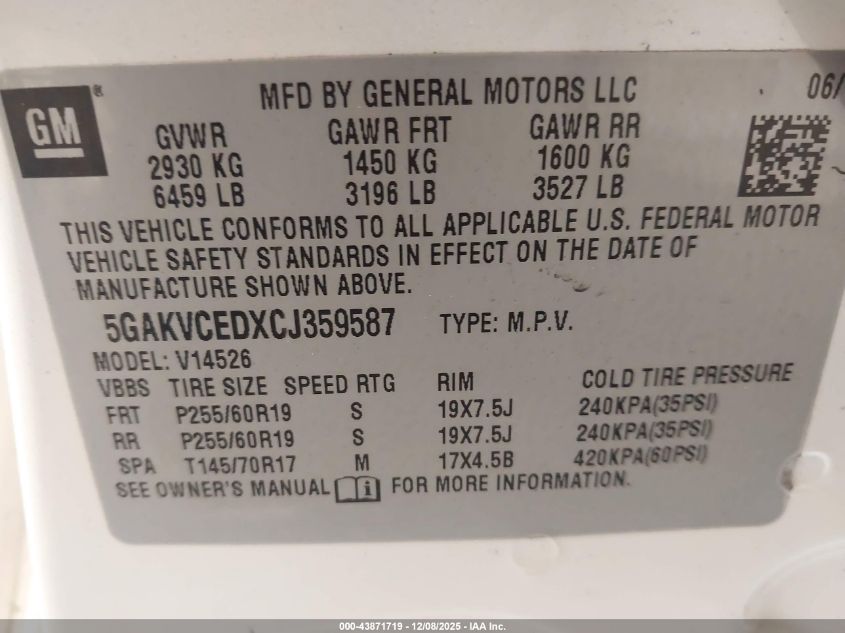 GM®
MFD BY GENERAL MOTORS LLC 06/
GVWR GAWR FRT GAWR RR
2930 KG 1450 KG 1600 KG
6459 LB 3196 LB 3527 LB
THIS VEHICLE CONFORMS TO ALL APPLICABLE U.S. FEDERAL MOTOR
VEHICLE SAFETY STANDARDS IN EFFECT ON THE DATE OF
MANUFACTURE SHOWN ABOVE.
5GAKVCEDXCJ359587 TYPE: M.P.V.
MODEL: V14526
VBBS TIRE SIZE SPEED RTG RIM COLD TIRE PRESSURE
FRT P255/60R19 S 19X7.5J 240KPA(35PSI)
RR P255/60R19 S 19X7.5J 240KPA(35PSI)
SPA T145/70R17 M 17X4.5B 420KPA(60PSI)
SEE OWNER'S MANUAL i FOR MORE INFORMATION.
000-43871719 - 12/08/2025 - IAA Inc.